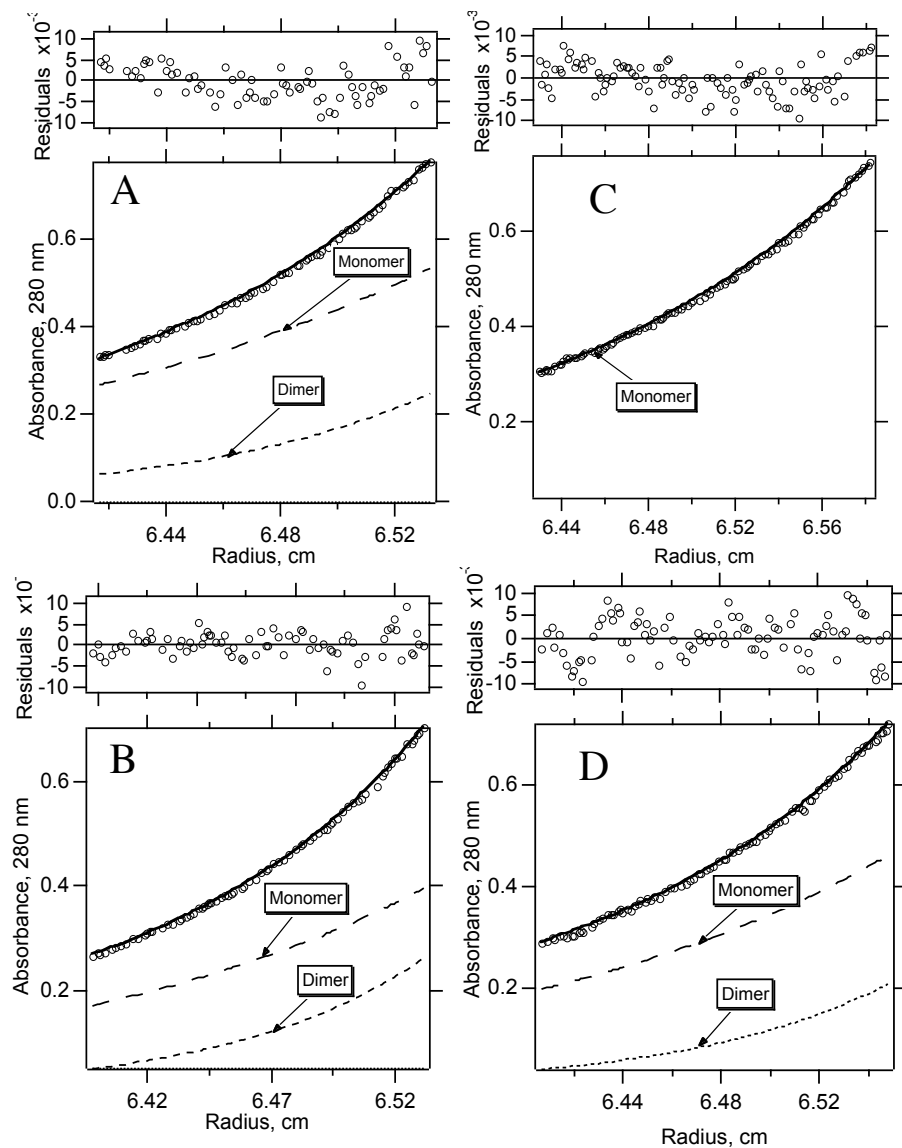 Residuals x10⁻³
10
5
0
-5
10
A
Absorbance, 280 nm
0.6
0.4
0.2
0.0
Monomer
Dimer
6.44 6.48 6.52
Radius, cm
Residuals x10⁻³
10
5
0
-5
-10
C
0.6
0.4
0.2
Monomer
6.44 6.48 6.52 6.56
Radius, cm
Residuals x10⁻
10
5
0
-5
-10
B
Absorbance, 280 nm
0.6
0.4
0.2
Monomer
Dimer
6.42 6.47 6.52
Radius, cm
Residuals x10⁻
10
5
0
-5
-10
D
Absorbance, 280 nm
0.6
0.4
0.2
Monomer
Dimer
6.44 6.48 6.52
Radius, cm